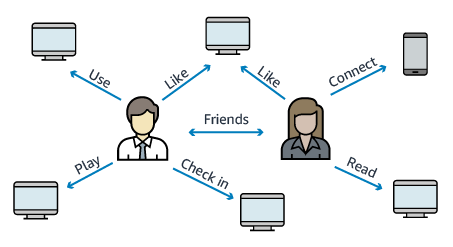 Use
Like
Like
Connect
Friends
Play
Check in
Read